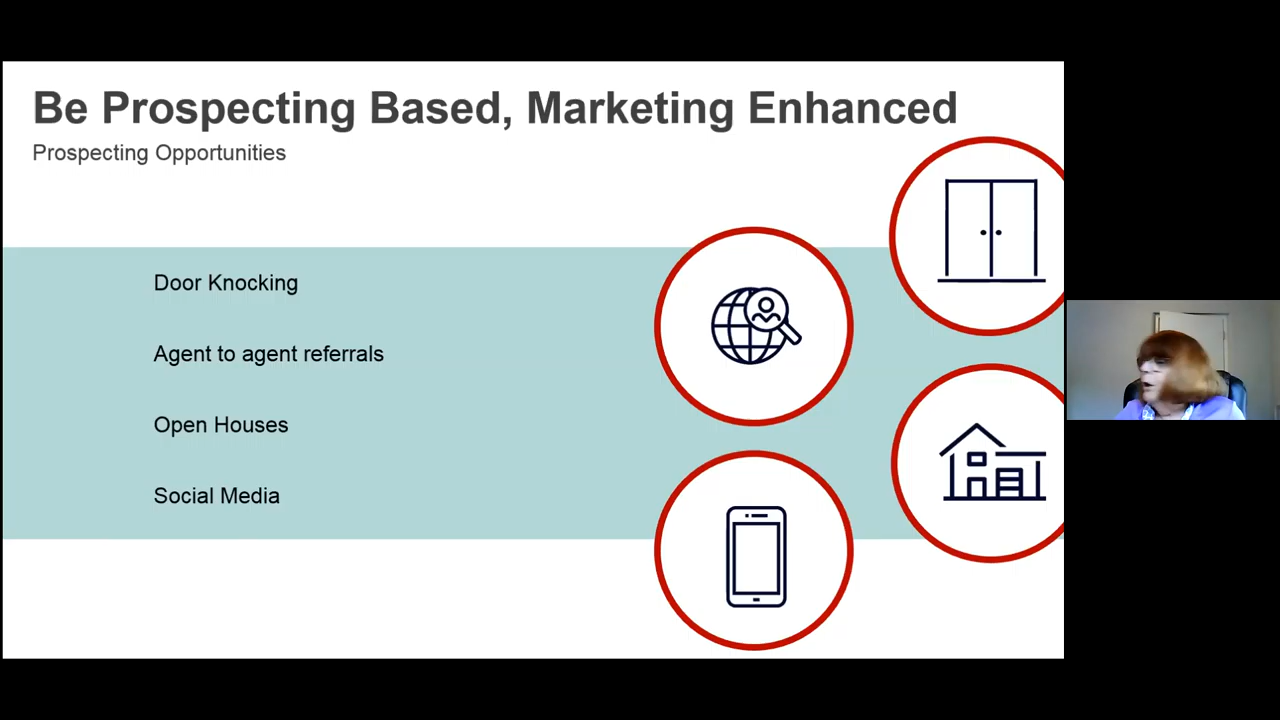 Be Prospecting Based, Marketing Enhanced
Prospecting Opportunities
Door Knocking
Agent to agent referrals
Open Houses
Social Media